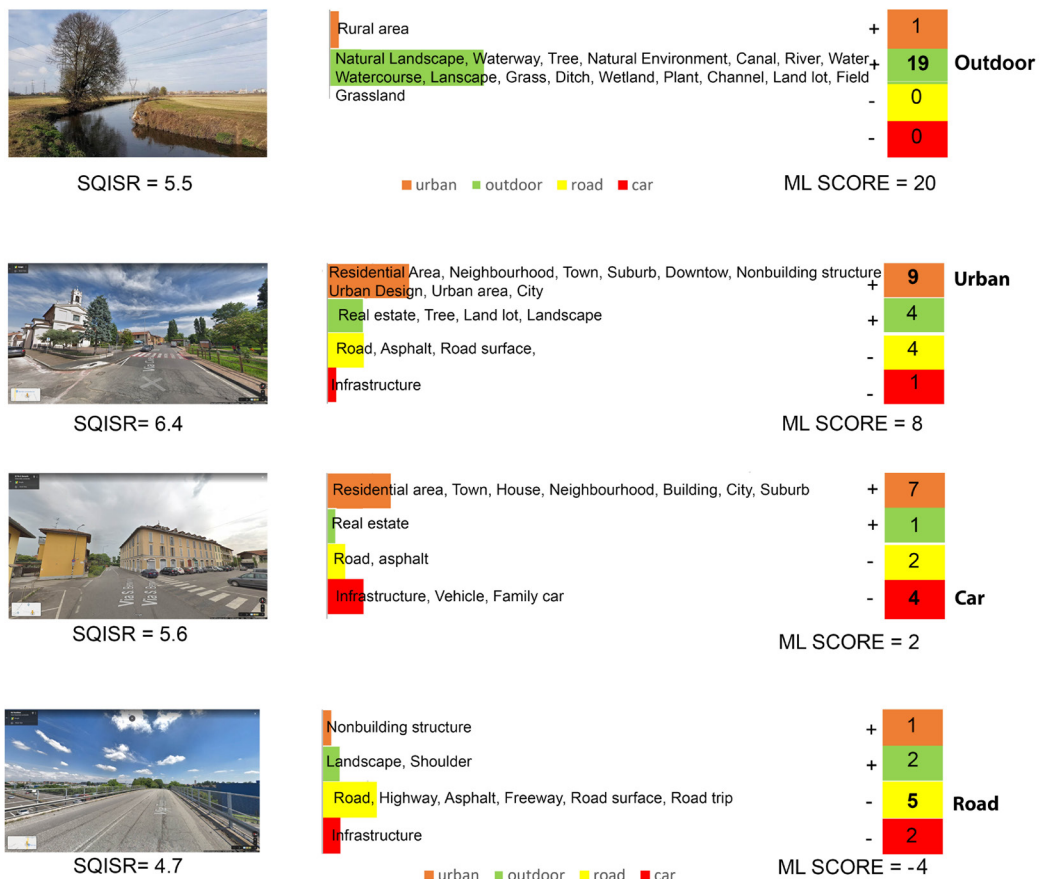 Rural area
+ 1
Natural Landscape, Waterway, Tree, Natural Environment, Canal, River, Water
Watercourse, Lanscape, Grass, Ditch, Wetland, Plant, Channel, Land lot, Field
Grassland
+ 19 Outdoor
- 0
- 0
SQISR = 5.5
urban outdoor road car
ML SCORE = 20
Residential Area, Neighbourhood, Town, Suburb, Downtow, Nonbuilding structure
Urban Design, Urban area, City
+ 9 Urban
Real estate, Tree, Land lot, Landscape
+ 4
Road, Asphalt, Road surface,
- 4
Infrastructure
- 1
SQISR= 6.4
ML SCORE = 8
Residential area, Town, House, Neighbourhood, Building, City, Suburb
+ 7
Real estate
+ 1
Road, asphalt
- 2
Infrastructure, Vehicle, Family car
- 4 Car
Via S.
Via S.
SQISR = 5.6
ML SCORE = 2
Nonbuilding structure
+ 1
Landscape, Shoulder
+ 2
Road, Highway, Asphalt, Freeway, Road surface, Road trip
- 5 Road
Infrastructure
- 2
SQISR= 4.7
urban outdoor road car
ML SCORE = -4